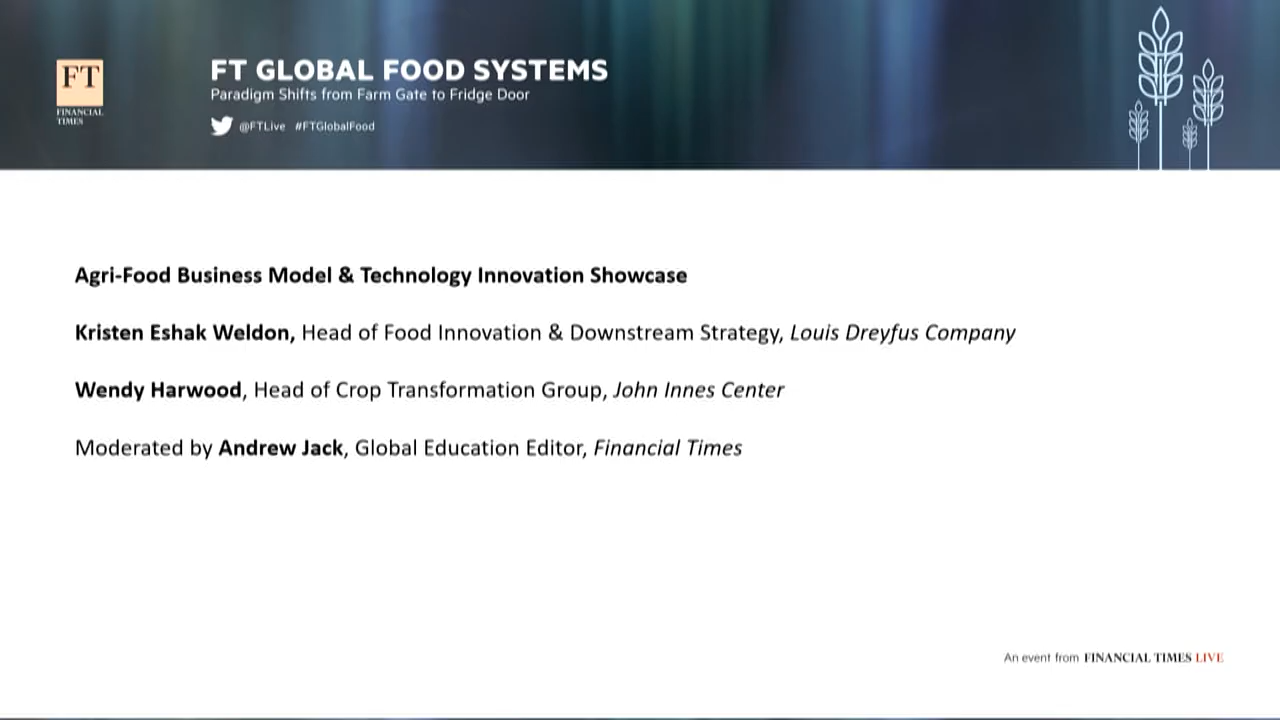 FT
FINANCIAL
TIMES
FT GLOBAL FOOD SYSTEMS
Paradigm Shifts from Farm Gate to Fridge Door
@FTLive #FTGlobalFood
Agri-Food Business Model & Technology Innovation Showcase
Kristen Eshak Weldon, Head of Food Innovation & Downstream Strategy, Louis Dreyfus Company
Wendy Harwood, Head of Crop Transformation Group, John Innes Center
Moderated by Andrew Jack, Global Education Editor, Financial Times
An event from FINANCIAL TIMES LIVE